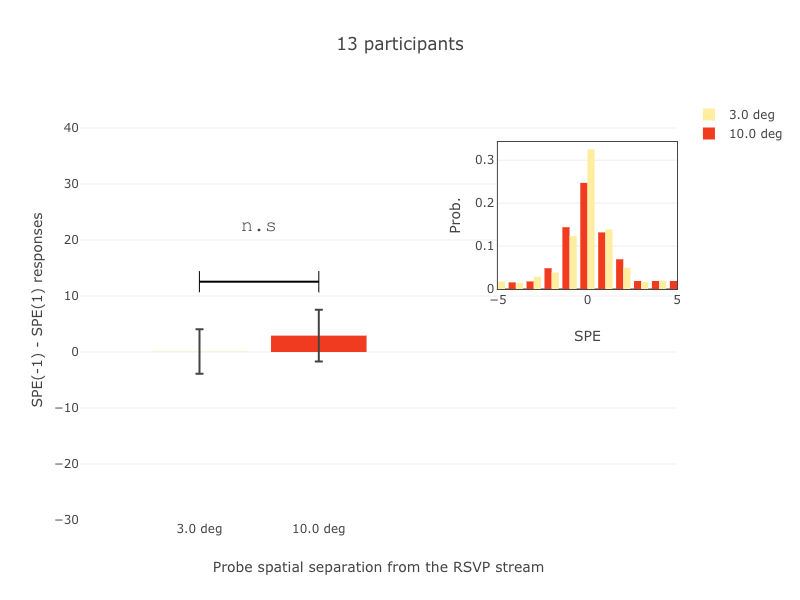 13 participants
3.0 deg
10.0 deg
40
30
20
10
0
−10
−20
−30
SPE(-1) - SPE(1) responses
n.s
3.0 deg
10.0 deg
Probe spatial separation from the RSVP stream
0.3
0.2
0.1
0
Prob.
−5
0
5
SPE